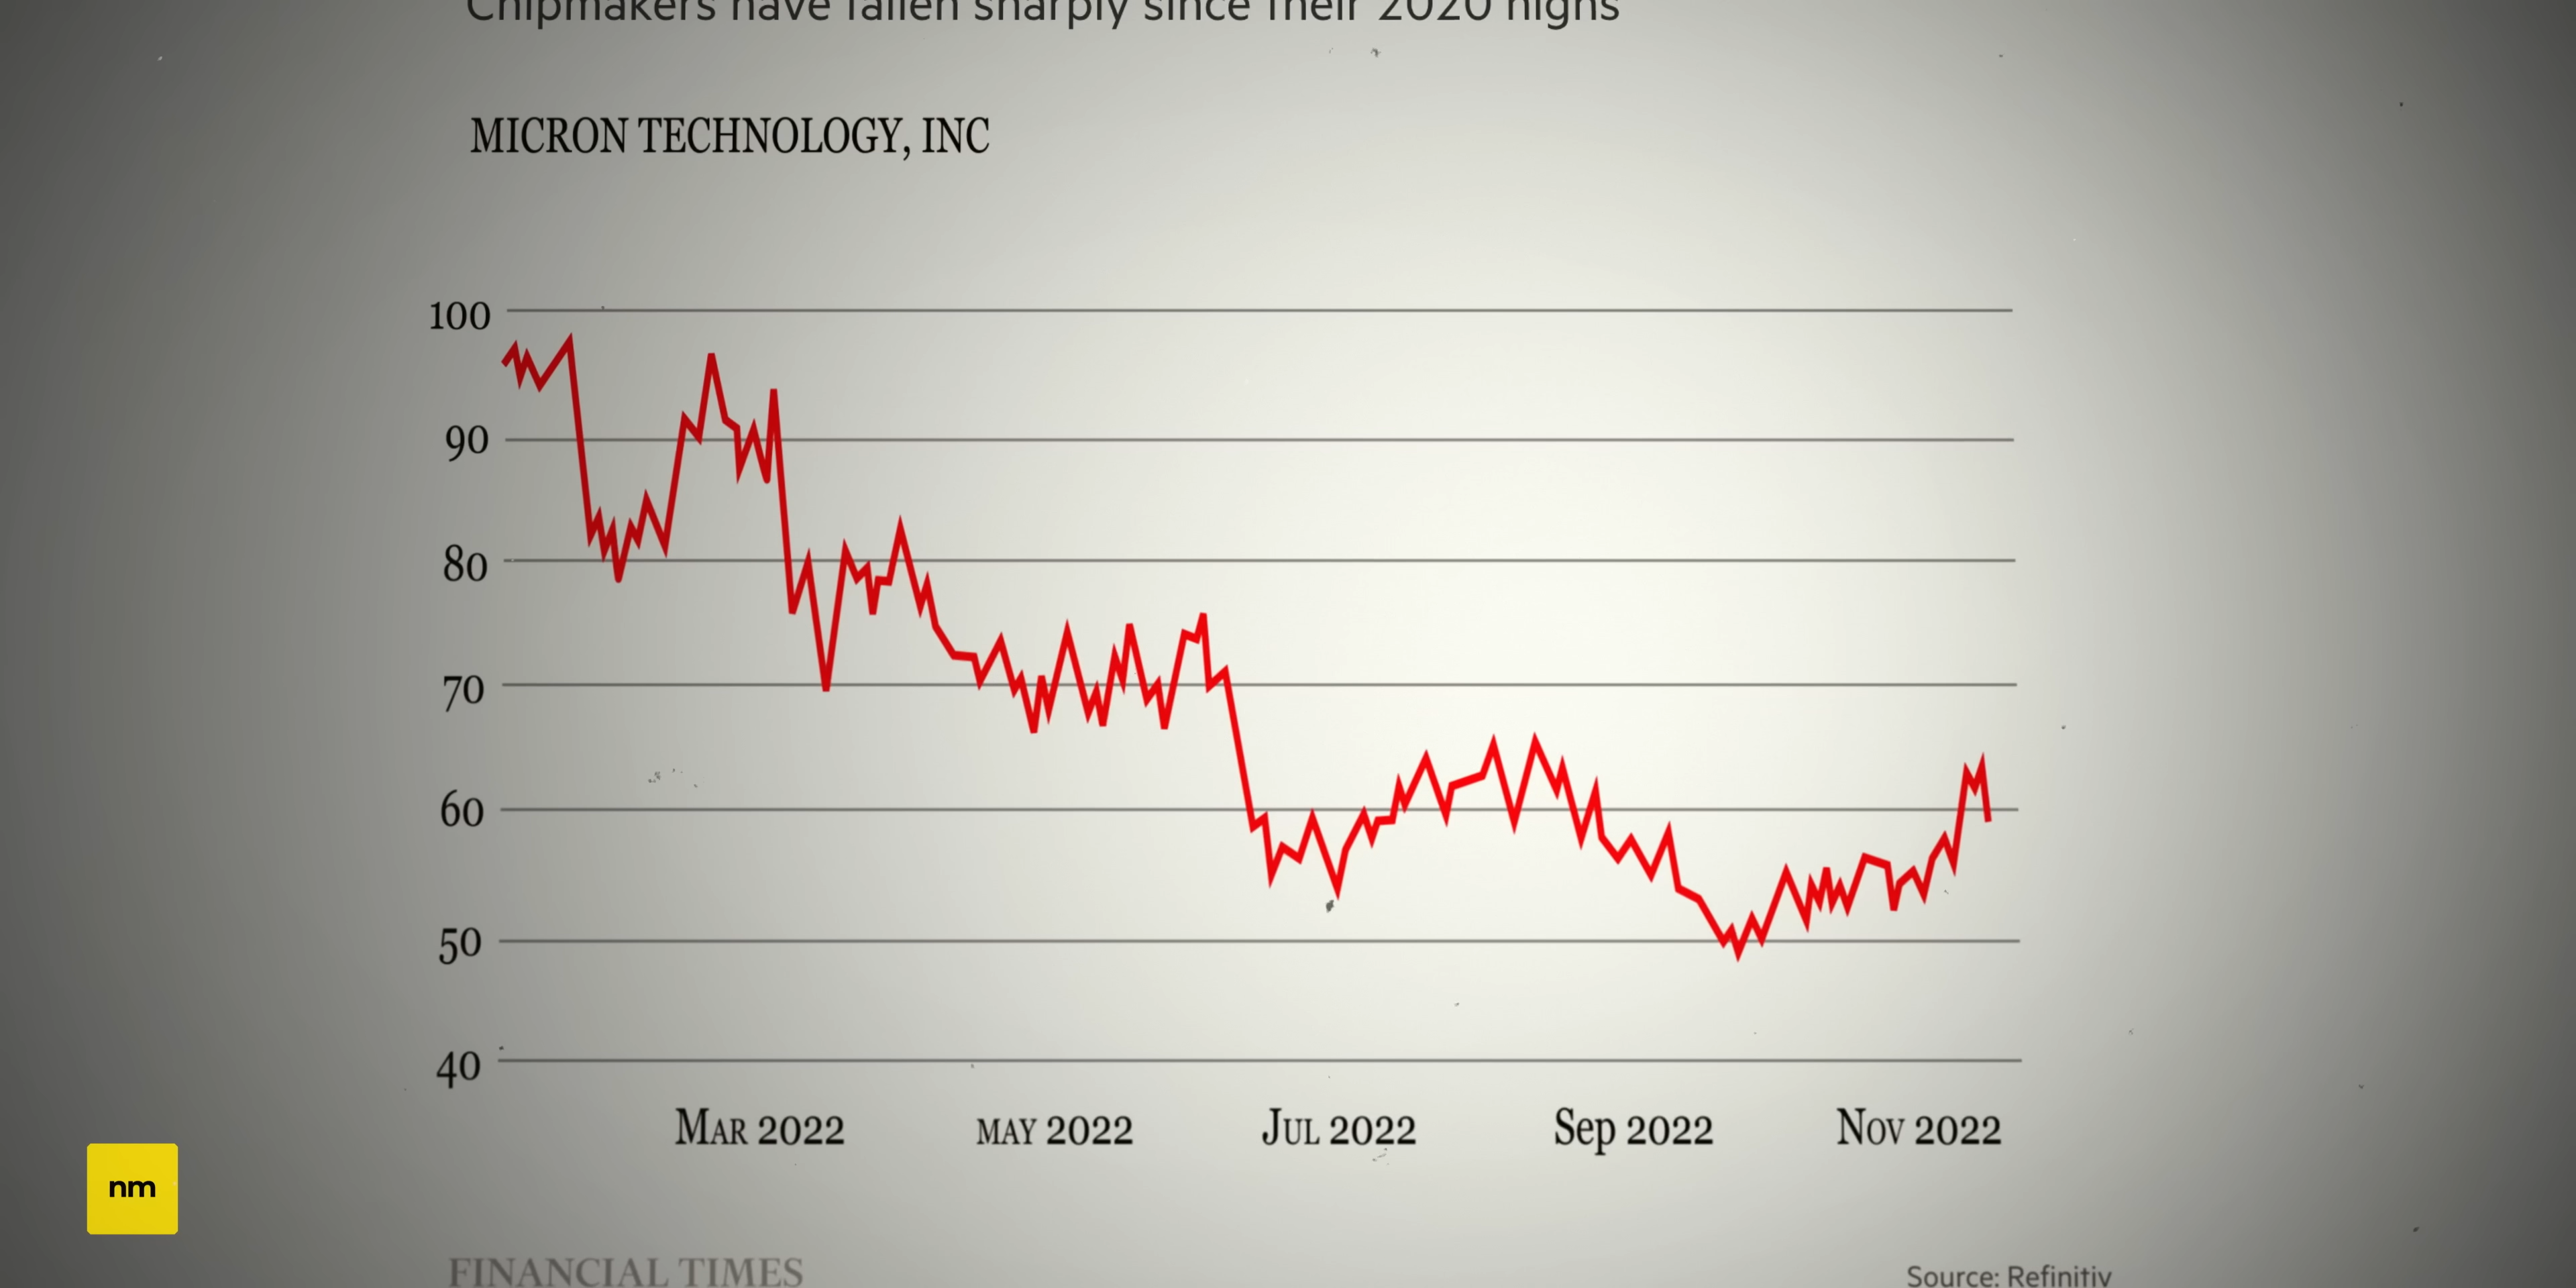 Chipmakers have fallen sharply since their 2020 highs
MICRON TECHNOLOGY, INC
100
90
80
70
60
50
40
MAR 2022 MAY 2022 JUL 2022 Sep 2022 NOV 2022
nm
FINANCIAL TIMES
Source: Refinitiv